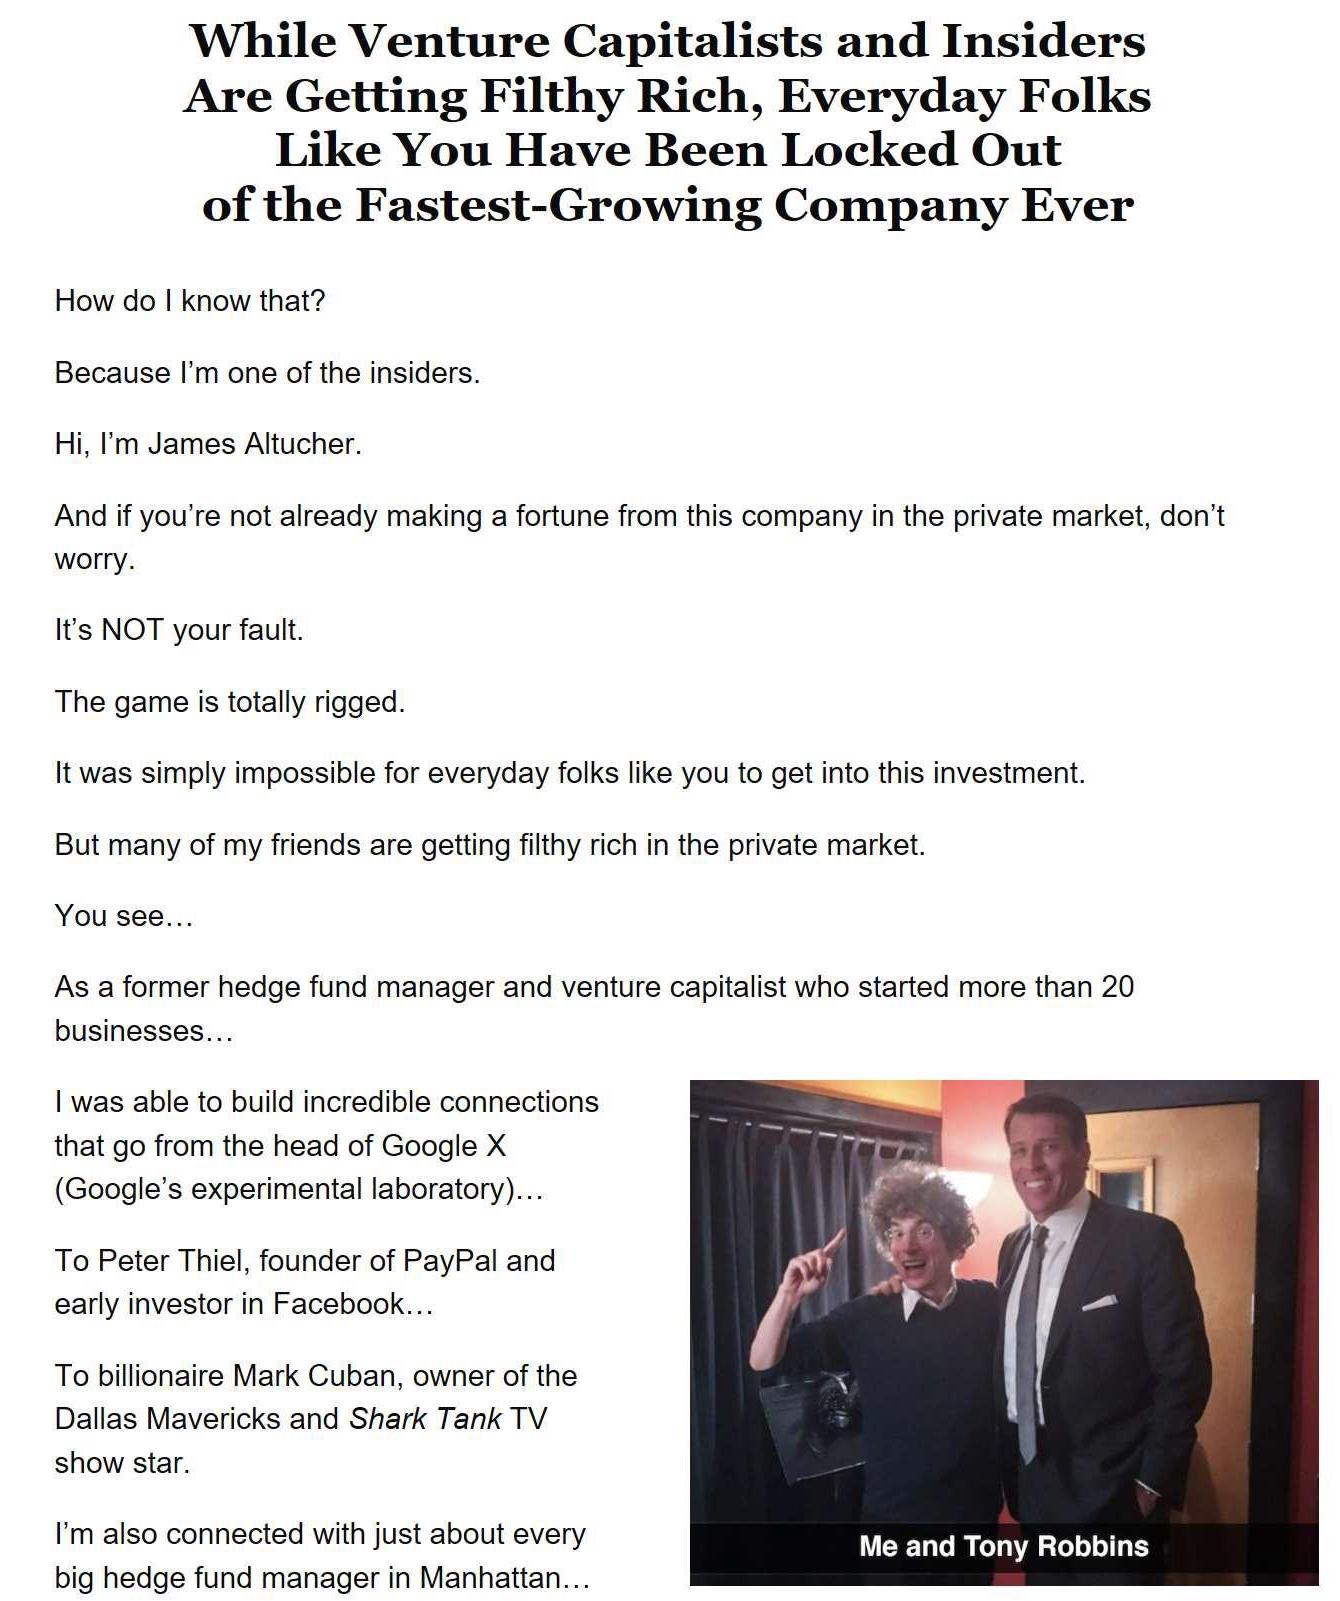 While Venture Capitalists and Insiders
Are Getting Filthy Rich, Everyday Folks
Like You Have Been Locked Out
of the Fastest-Growing Company Ever
How do I know that?
Because I’m one of the insiders.
Hi, I’m James Altucher.
And if you’re not already making a fortune from this company in the private market, don’t
worry.
It’s NOT your fault.
The game is totally rigged.
It was simply impossible for everyday folks like you to get into this investment.
But many of my friends are getting filthy rich in the private market.
You see…
As a former hedge fund manager and venture capitalist who started more than 20
businesses…
I was able to build incredible connections
that go from the head of Google X
(Google’s experimental laboratory)…
To Peter Thiel, founder of PayPal and
early investor in Facebook…
To billionaire Mark Cuban, owner of the
Dallas Mavericks and Shark Tank TV
show star.
I’m also connected with just about every
big hedge fund manager in Manhattan…
Me and Tony Robbins